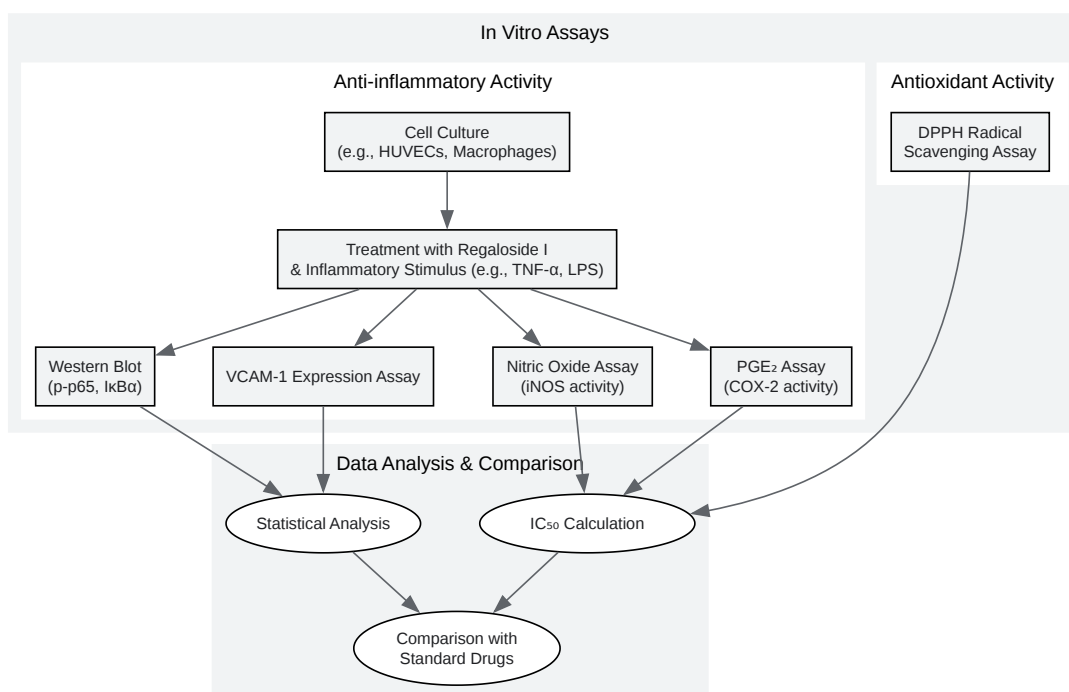 In Vitro Assays
Anti-inflammatory Activity
Antioxidant Activity
Cell Culture
(e.g., HUVECs, Macrophages)
DPPH Radical
Scavenging Assay
Treatment with Regaloside I
& Inflammatory Stimulus (e.g., TNF-α, LPS)
Western Blot
(p-p65, IκBα)
VCAM-1 Expression Assay
Nitric Oxide Assay
(iNOS activity)
PGE₂ Assay
(COX-2 activity)
Data Analysis & Comparison
Statistical Analysis
IC₅₀ Calculation
Comparison with
Standard Drugs